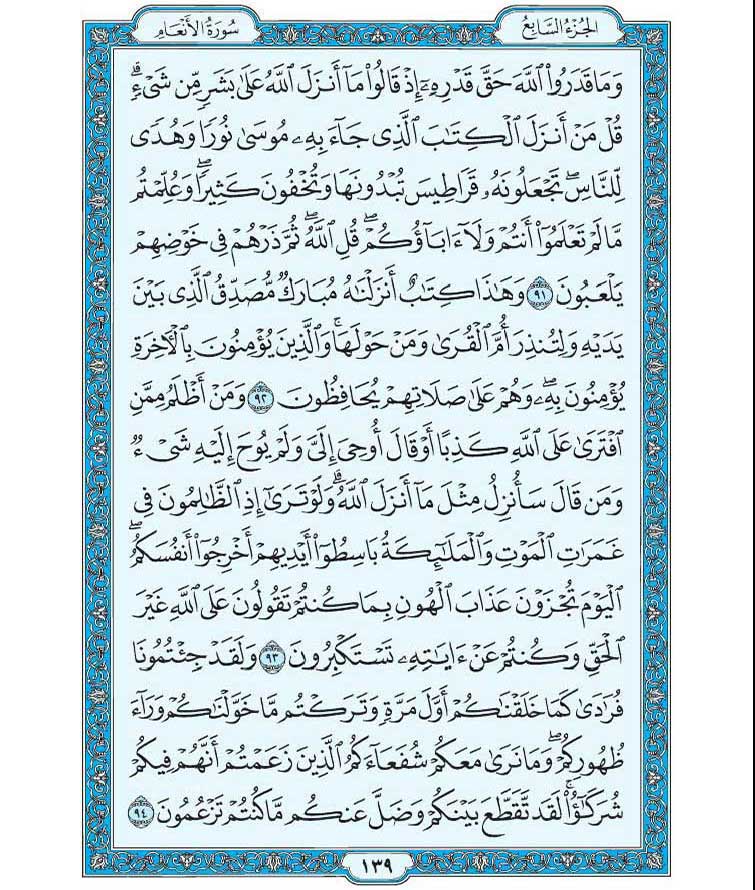 الجُزْءُ السَّابِعُ
سُورَةُ الأَنْعَامِ
وَمَا قَدَرُوا۟ ٱللَّهَ حَقَّ قَدْرِهِۦٓ إِذْ قَالُوا۟ مَآ أَنزَلَ ٱللَّهُ عَلَىٰ بَشَرٍ مِّن شَىْءٍ ۗ
قُلْ مَنْ أَنزَلَ ٱلْكِتَٰبَ ٱلَّذِى جَآءَ بِهِۦ مُوسَىٰ نُورًا وَهُدًى
لِّلنَّاسِ ۖ تَجْعَلُونَهُۥ قَرَاطِيسَ تُبْدُونَهَا وَتُخْفُونَ كَثِيرًا ۖ وَعُلِّمْتُم
مَّا لَمْ تَعْلَمُوٓا۟ أَنتُمْ وَلَآ ءَابَآؤُكُمْ ۖ قُلِ ٱللَّهُ ۖ ثُمَّ ذَرْهُمْ فِى خَوْضِهِمْ
يَلْعَبُونَ ٩١ وَهَٰذَا كِتَٰبٌ أَنزَلْنَٰهُ مُبَارَكٌ مُّصَدِّقُ ٱلَّذِى بَيْنَ
يَدَيْهِ وَلِتُنذِرَ أُمَّ ٱلْقُرَىٰ وَمَنْ حَوْلَهَا ۚ وَٱلَّذِينَ يُؤْمِنُونَ بِٱلْءَاخِرَةِ
يُؤْمِنُونَ بِهِۦ ۖ وَهُمْ عَلَىٰ صَلَاتِهِمْ يُحَافِظُونَ ٩٢ وَمَنْ أَظْلَمُ مِمَّنِ
ٱفْتَرَىٰ عَلَى ٱللَّهِ كَذِبًا أَوْ قَالَ أُوحِىَ إِلَىَّ وَلَمْ يُوحَ إِلَيْهِ شَىْءٌ
وَمَن قَالَ سَأُنزِلُ مِثْلَ مَآ أَنزَلَ ٱللَّهُ ۗ وَلَوْ تَرَىٰٓ إِذِ ٱلظَّٰلِمُونَ فِى
غَمَرَٰتِ ٱلْمَوْتِ وَٱلْمَلَٰٓئِكَةُ بَاسِطُوٓا۟ أَيْدِيهِمْ أَخْرِجُوٓا۟ أَنفُسَكُمُ ۖ
ٱلْيَوْمَ تُجْزَوْنَ عَذَابَ ٱلْهُونِ بِمَا كُنتُمْ تَقُولُونَ عَلَى ٱللَّهِ غَيْرَ
ٱلْحَقِّ وَكُنتُمْ عَنْ ءَايَٰتِهِۦ تَسْتَكْبِرُونَ ٩٣ وَلَقَدْ جِئْتُمُونَا
فُرَٰدَىٰ كَمَا خَلَقْنَٰكُمْ أَوَّلَ مَرَّةٍ وَتَرَكْتُم مَّا خَوَّلْنَٰكُمْ وَرَآءَ
ظُهُورِكُمْ ۖ وَمَا نَرَىٰ مَعَكُمْ شُفَعَآءَكُمُ ٱلَّذِينَ زَعَمْتُمْ أَنَّهُمْ فِيكُمْ
شُرَكَٰٓؤُا۟ ۚ لَقَد تَّقَطَّعَ بَيْنَكُمْ وَضَلَّ عَنكُم مَّا كُنتُمْ تَزْعُمُونَ ٩٤
١٣٩